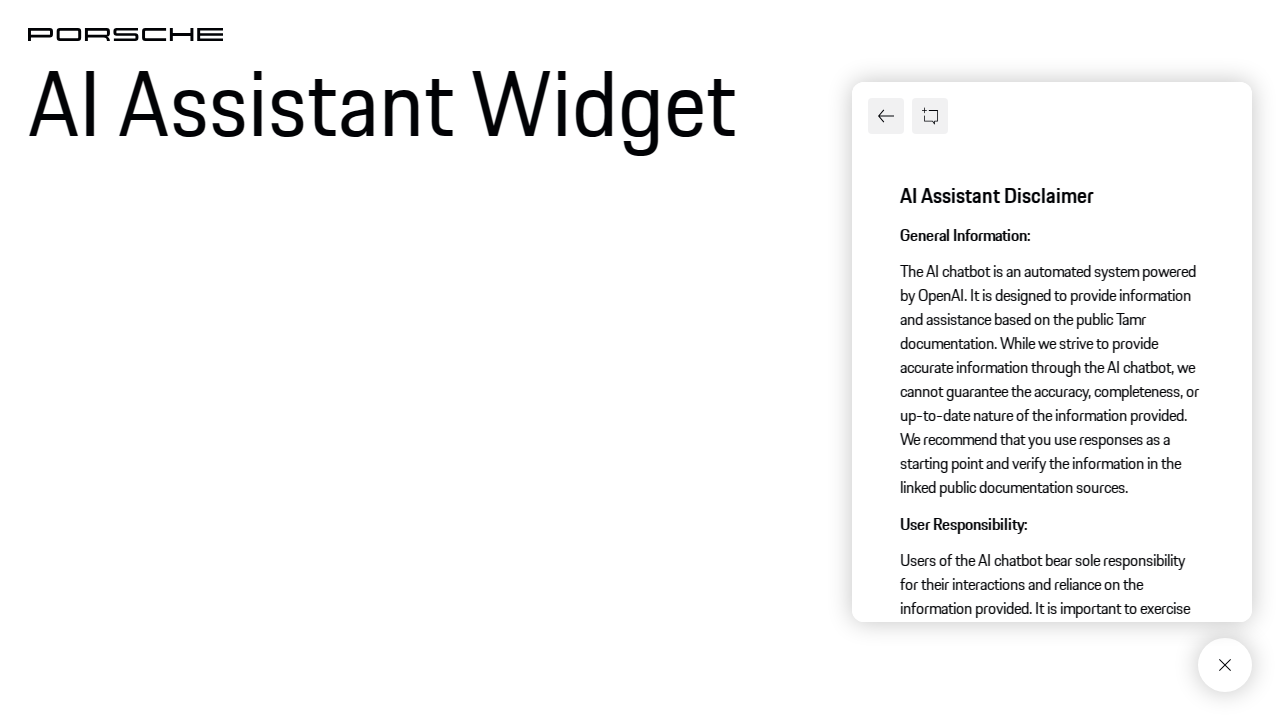 PORSCHE
AI Assistant Widget
AI Assistant Disclaimer
General Information:
The AI chatbot is an automated system powered
by OpenAI. It is designed to provide information
and assistance based on the public Tamr
documentation. While we strive to provide
accurate information through the AI chatbot, we
cannot guarantee the accuracy, completeness, or
up-to-date nature of the information provided.
We recommend that you use responses as a
starting point and verify the information in the
linked public documentation sources.
User Responsibility:
Users of the AI chatbot bear sole responsibility
for their interactions and reliance on the
information provided. It is important to exercise